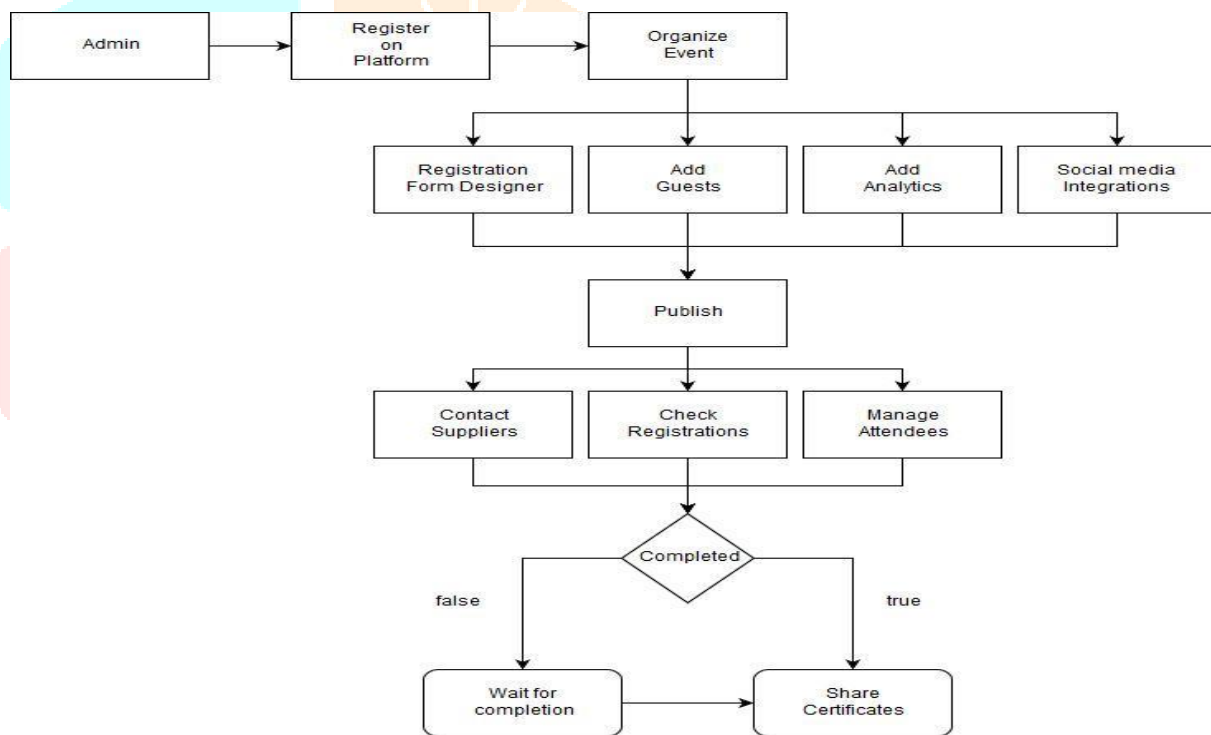 Admin
Register
on
Platform
Organize
Event
Registration
Form Designer
Add
Guests
Add
Analytics
Social media
Integrations
Publish
Contact
Suppliers
Check
Registrations
Manage
Attendees
Completed
false
true
Wait for
completion
Share
Certificates